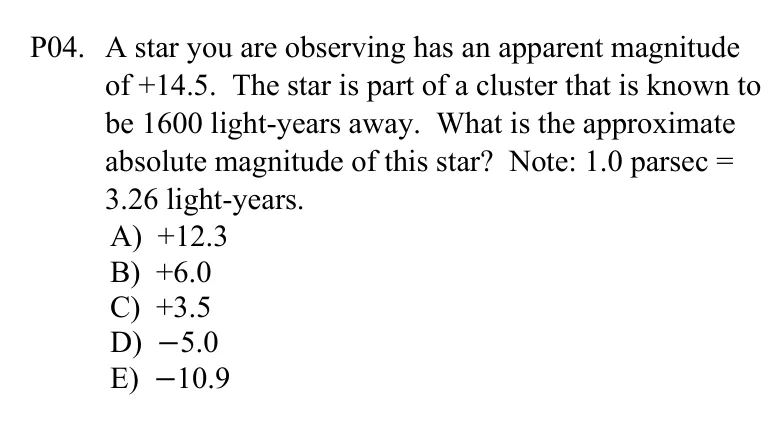 P04. A star you are observing has an apparent magnitude
of +14.5. The star is part of a cluster that is known to
be 1600 light-years away. What is the approximate
absolute magnitude of this star? Note: 1.0 parsec =
3.26 light-years.
A) +12.3
B) +6.0
C) +3.5
D) −5.0
E) −10.9